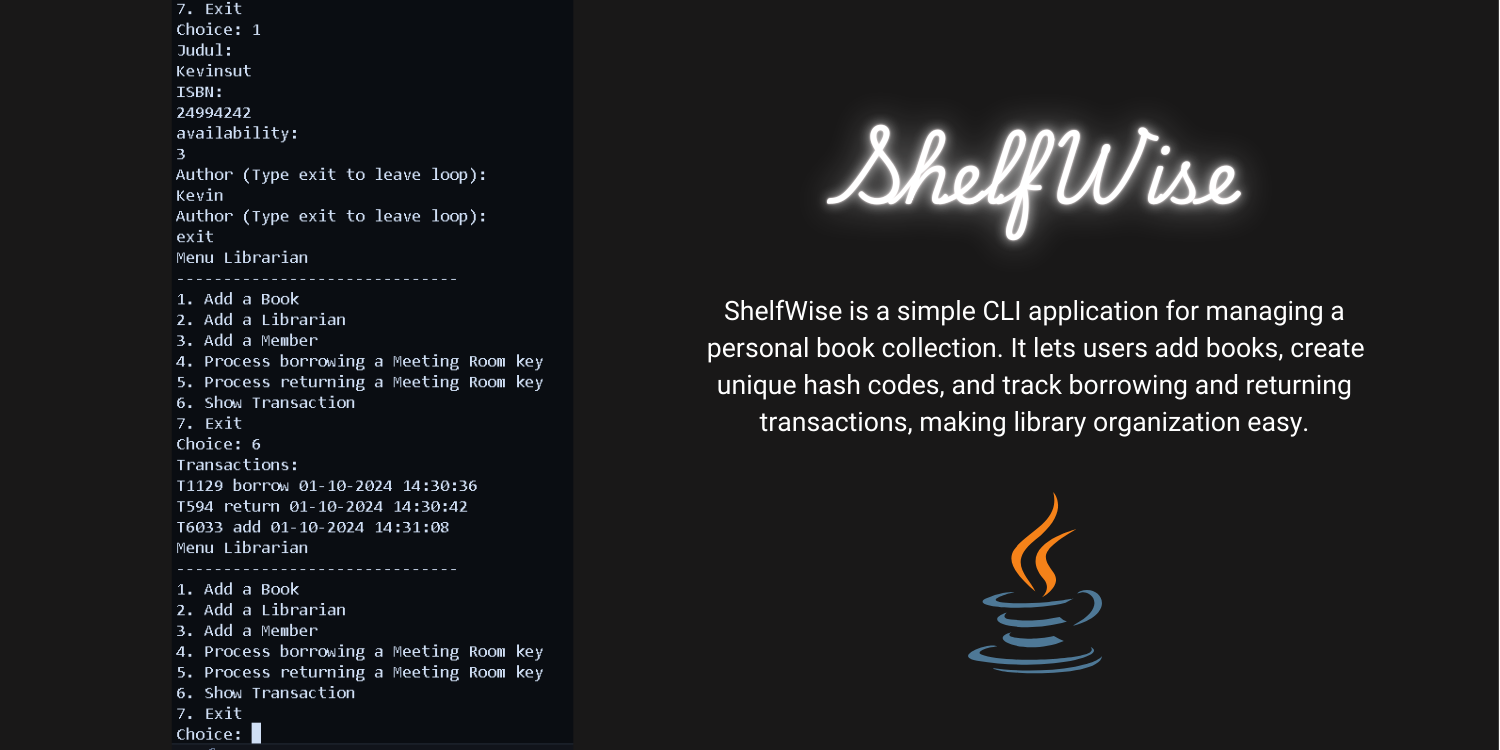 7. Exit
Choice: 1
Judul:
Kevinsut
ISBN:
24994242
availability:
3
Author (Type exit to leave loop):
Kevin
Author (Type exit to leave loop):
exit
Menu Librarian
------------------------------
1. Add a Book
2. Add a Librarian
3. Add a Member
4. Process borrowing a Meeting Room key
5. Process returning a Meeting Room key
6. Show Transaction
7. Exit
Choice: 6
Transactions:
T1129 borrow 01-10-2024 14:30:36
T594 return 01-10-2024 14:30:42
T6033 add 01-10-2024 14:31:08
Menu Librarian
------------------------------
1. Add a Book
2. Add a Librarian
3. Add a Member
4. Process borrowing a Meeting Room key
5. Process returning a Meeting Room key
6. Show Transaction
7. Exit
Choice:
ShelfWise
ShelfWise is a simple CLI application for managing a
personal book collection. It lets users add books, create
unique hash codes, and track borrowing and returning
transactions, making library organization easy.